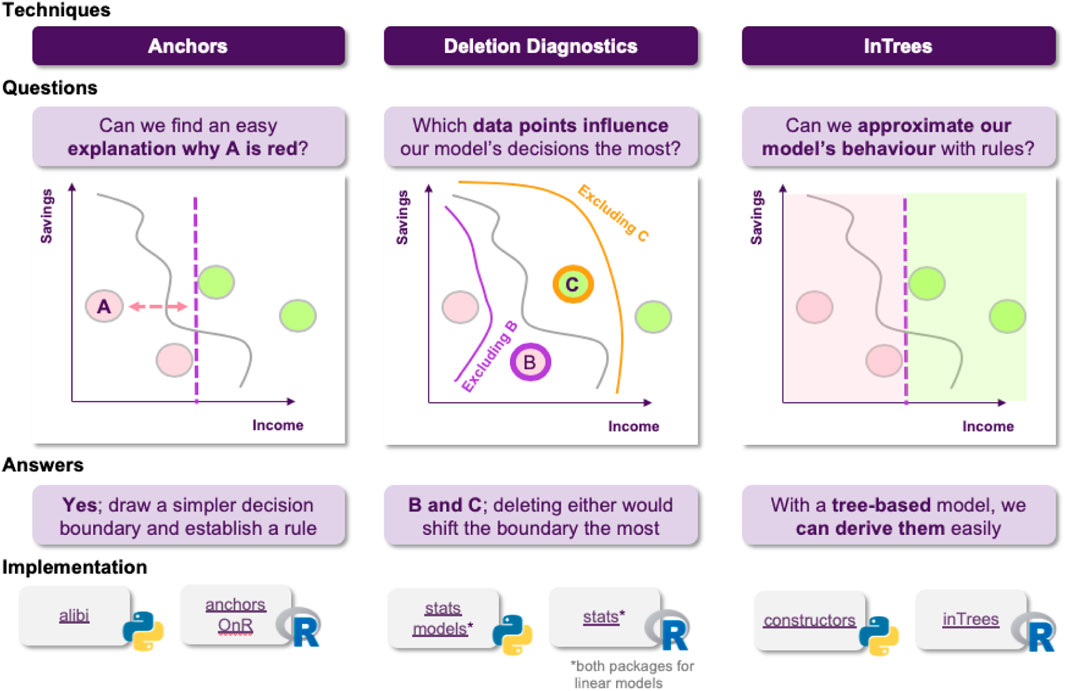 Techniques
Anchors
Deletion Diagnostics
InTrees
Questions
Can we find an easy
explanation why A is red?
Which data points influence
our model's decisions the most?
Can we approximate our
model's behaviour with rules?
Savings
A
Income
Savings
Excluding C
C
Excluding B
B
Income
Savings
Income
Answers
Yes; draw a simpler decision
boundary and establish a rule
B and C; deleting either would
shift the boundary the most
With a tree-based model, we
can derive them easily
Implementation
alibi
anchors
OnR
R
stats
models*
stats*
R
*both packages for
linear models
constructors
inTrees
R